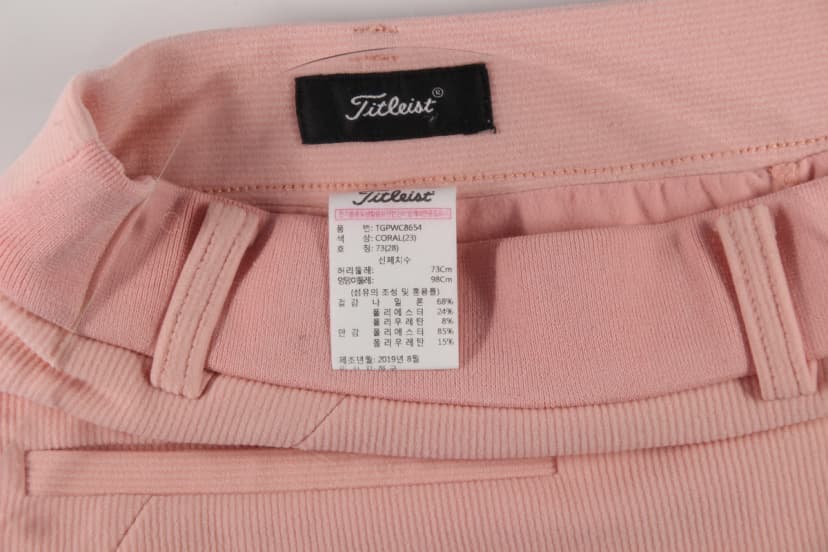 Titleist®
Titleist
품 번: TGPWC8654
색 상: CORAL(23)
호 칭: 73(28)
신체치수
허리둘레: 73Cm
엉덩이둘레: 98Cm
(섬유의 조성 및 혼용률)
겉감 나일론 68%
폴리에스터 24%
폴리우레탄 8%
안감 폴리에스터 85%
폴리우레탄 15%
제조년월: 2019년 8월